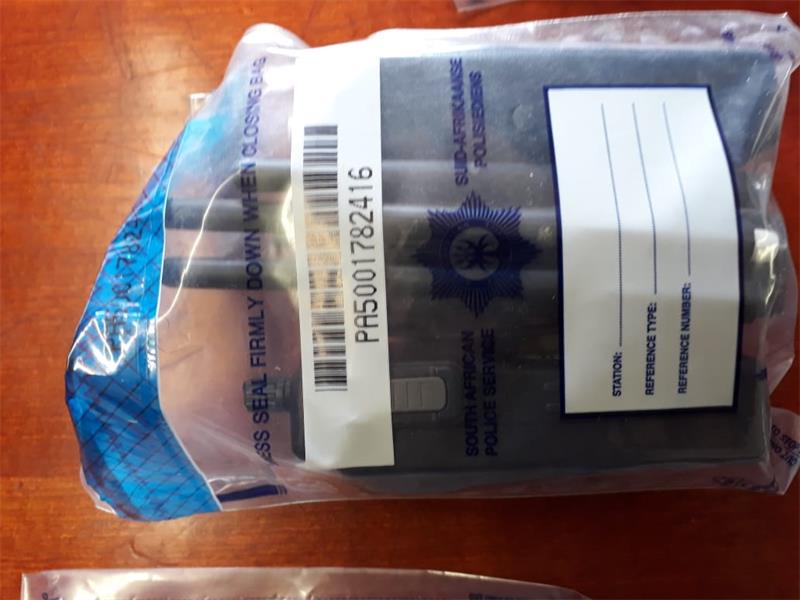 ESS SEAL FIRMLY DOWN WHEN CLOSING BAG
PA5001782416
SOUTH AFRICAN
POLICE SERVICE
SUID-AFRIKAANSE
POLISIEDIENS
STATION:
REFERENCE TYPE:
REFERENCE NUMBER: